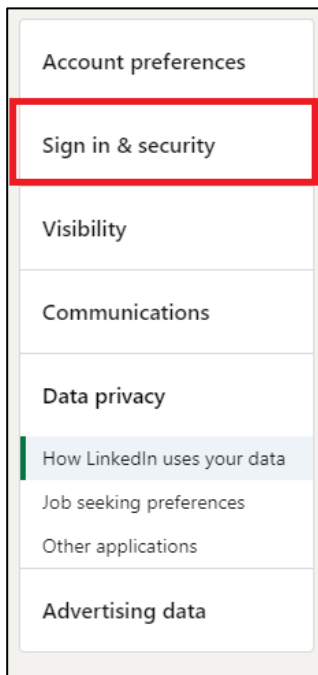 Account preferences
Sign in & security
Visibility
Communications
Data privacy
How LinkedIn uses your data
Job seeking preferences
Other applications
Advertising data